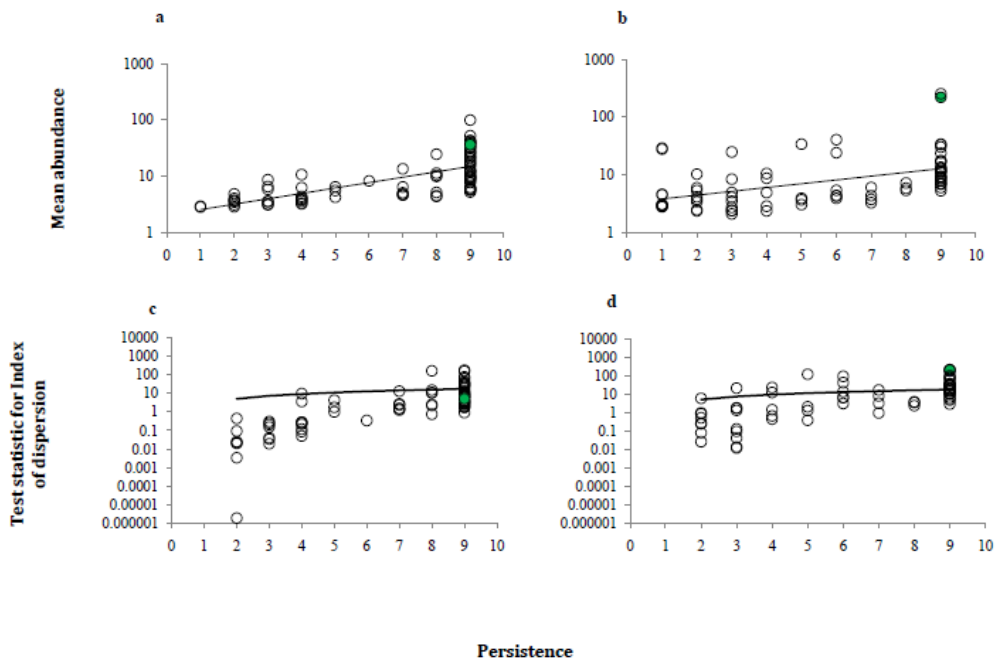 a
b
Mean abundance
1000
100
10
1
0 1 2 3 4 5 6 7 8 9 10
1000
100
10
1
0 1 2 3 4 5 6 7 8 9 10
c
d
Test statistic for Index
of dispersion
10000
1000
100
10
1
0.1
0.01
0.001
0.0001
0.00001
0.000001
0 1 2 3 4 5 6 7 8 9 10
10000
1000
100
10
1
0.1
0.01
0.001
0.0001
0.00001
0.000001
0 1 2 3 4 5 6 7 8 9 10
Persistence